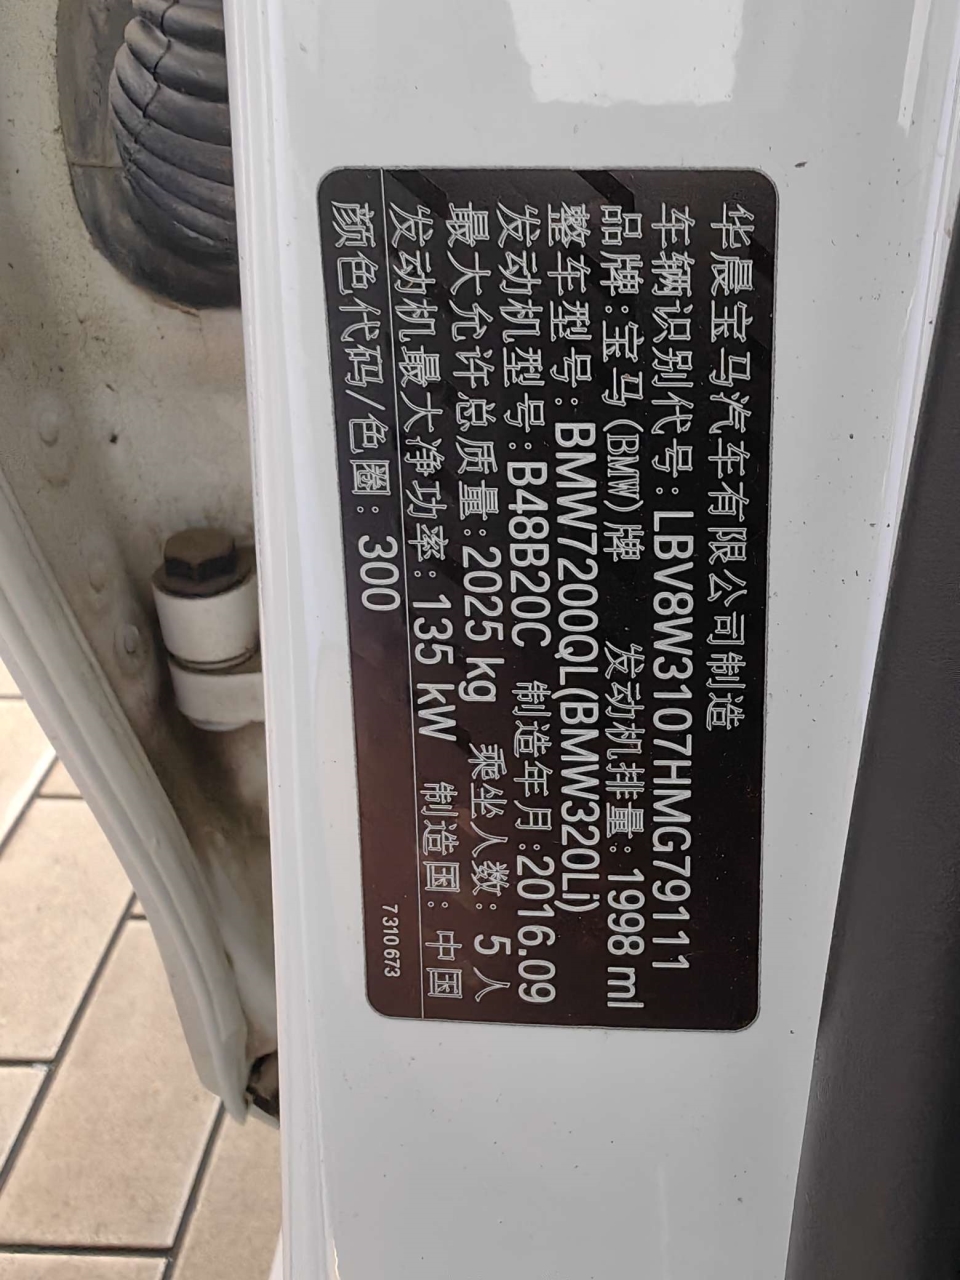 华晨宝马汽车有限公司制造
车辆识别代号:LBV8W3107HMG79111
品牌:宝马(BMW)牌 发动机排量:1998 ml
整车型号:BMW7200QL(BMW320Li)
发动机型号:B48B20C 制造年月:2016.09
最大允许总质量:2025 kg 乘坐人数:5人
发动机最大净功率:135 kW 制造国:中国
颜色代码/色圈:300
7310673